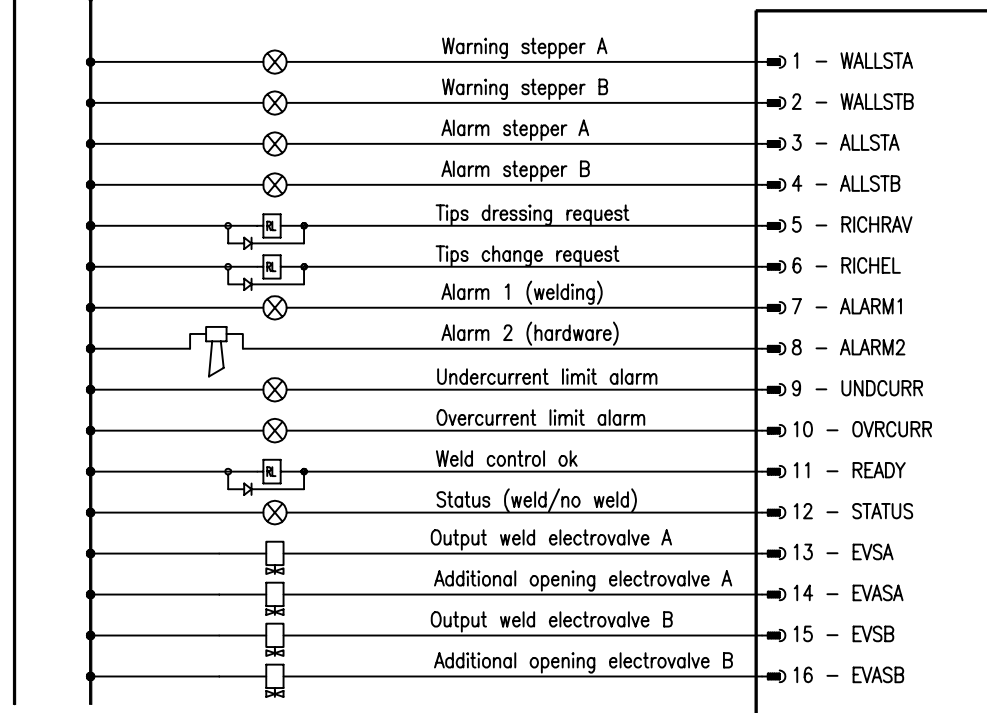 Warning stepper A 1 – WALLSTA
Warning stepper B 2 – WALLSTB
Alarm stepper A 3 – ALLSTA
Alarm stepper B 4 – ALLSTB
Tips dressing request RL 5 – RICHRAV
Tips change request RL 6 – RICHEL
Alarm 1 (welding) 7 – ALARM1
Alarm 2 (hardware) 8 – ALARM2
Undercurrent limit alarm 9 – UNDCURR
Overcurrent limit alarm 10 – OVRCURR
Weld control ok RL 11 – READY
Status (weld/no weld) 12 – STATUS
Output weld electrovalve A 13 – EVSA
Additional opening electrovalve A 14 – EVASA
Output weld electrovalve B 15 – EVSB
Additional opening electrovalve B 16 – EVASB